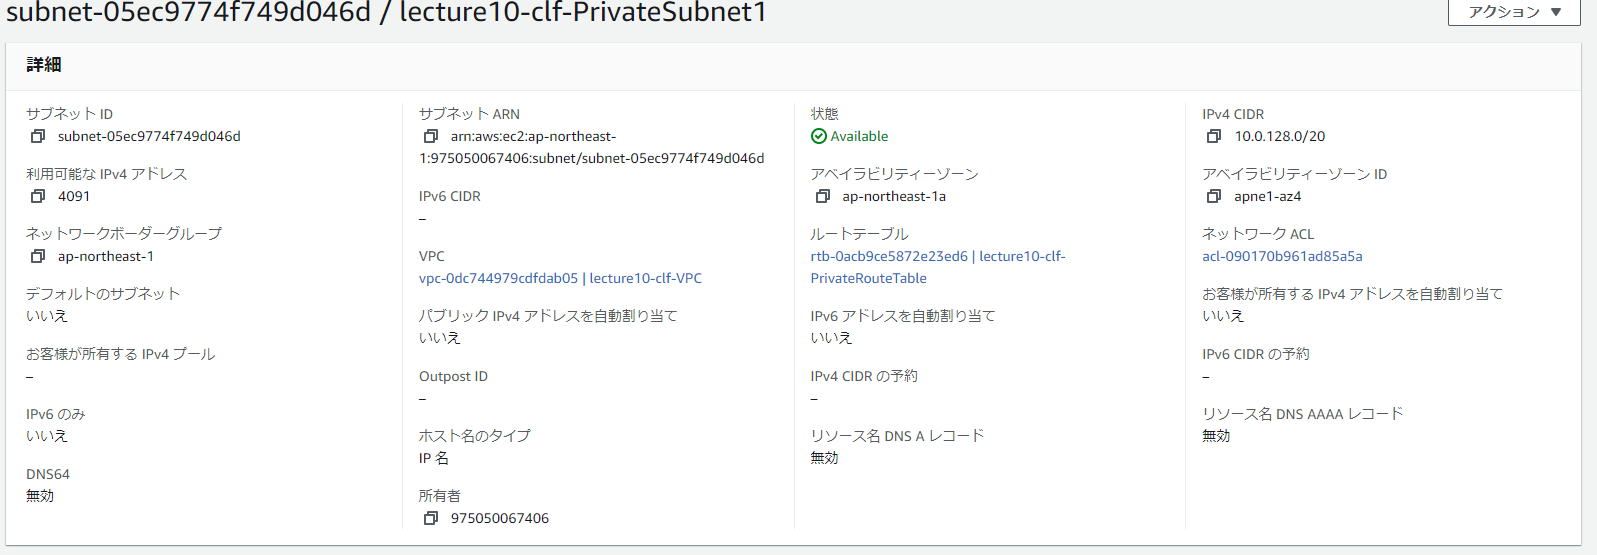 subnet-05ec9774f749d046d / lecture10-clf-PrivateSubnet1
アクション ▼
詳細
サブネット ID
subnet-05ec9774f749d046d
利用可能な IPv4 アドレス
4091
ネットワークボーダーグループ
ap-northeast-1
デフォルトのサブネット
いいえ
お客様が所有する IPv4 プール
–
IPv6 のみ
いいえ
DNS64
無効
サブネット ARN
arn:aws:ec2:ap-northeast-
1:975050067406:subnet/subnet-05ec9774f749d046d
IPv6 CIDR
–
VPC
vpc-0dc744979cdfdab05 | lecture10-clf-VPC
パブリック IPv4 アドレスを自動割り当て
いいえ
Outpost ID
–
ホスト名のタイプ
IP 名
所有者
975050067406
状態
Available
アベイラビリティーゾーン
ap-northeast-1a
ルートテーブル
rtb-0acb9ce5872e23ed6 | lecture10-clf-
PrivateRouteTable
IPv6 アドレスを自動割り当て
いいえ
IPv4 CIDR の予約
–
リソース名 DNS A レコード
無効
IPv4 CIDR
10.0.128.0/20
アベイラビリティーゾーン ID
apne1-az4
ネットワーク ACL
acl-090170b961ad85a5a
お客様が所有する IPv4 アドレスを自動割り当て
いいえ
IPv6 CIDR の予約
–
リソース名 DNS AAAA レコード
無効